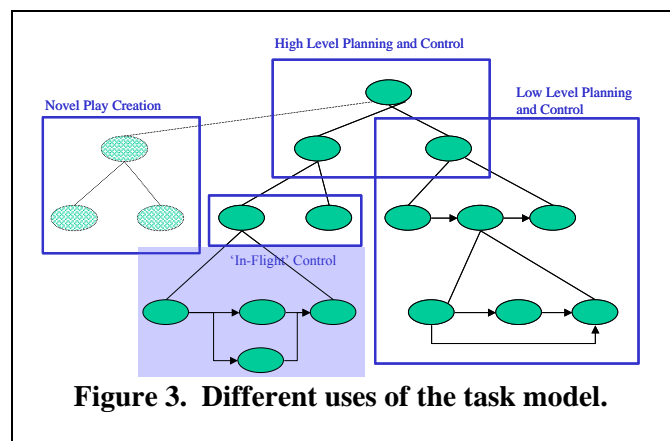 High Level Planning and Control
Novel Play Creation
Low Level Planning
and Control
‘In-Flight’ Control
Figure 3. Different uses of the task model.